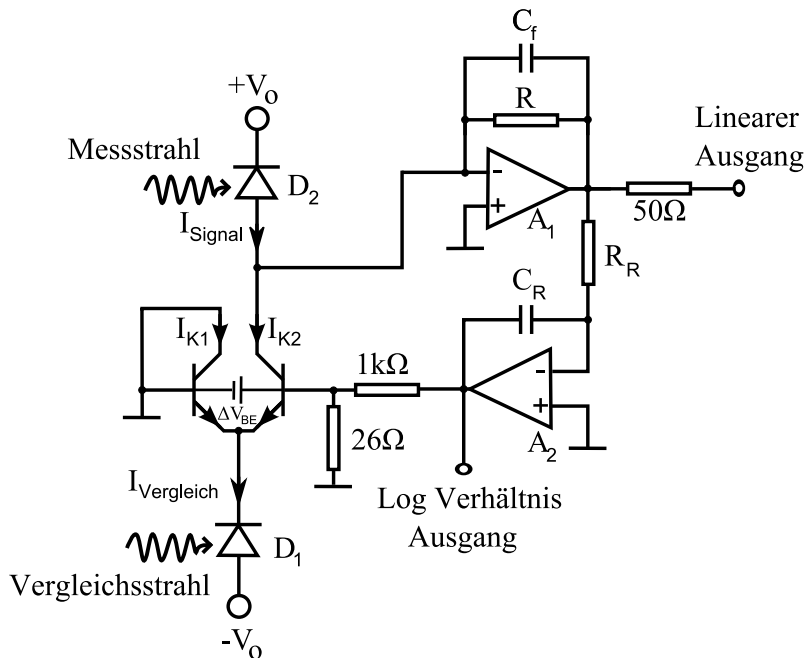 C_f
+V_o
R
Linearer
Ausgang
Messstrahl
D_2
-
+
A_1
50Ω
I_Signal
R_R
C_R
I_K1
I_K2
1kΩ
-
+
ΔV_BE
26Ω
A_2
I_Vergleich
Log Verhältnis
Ausgang
D_1
Vergleichsstrahl
-V_o